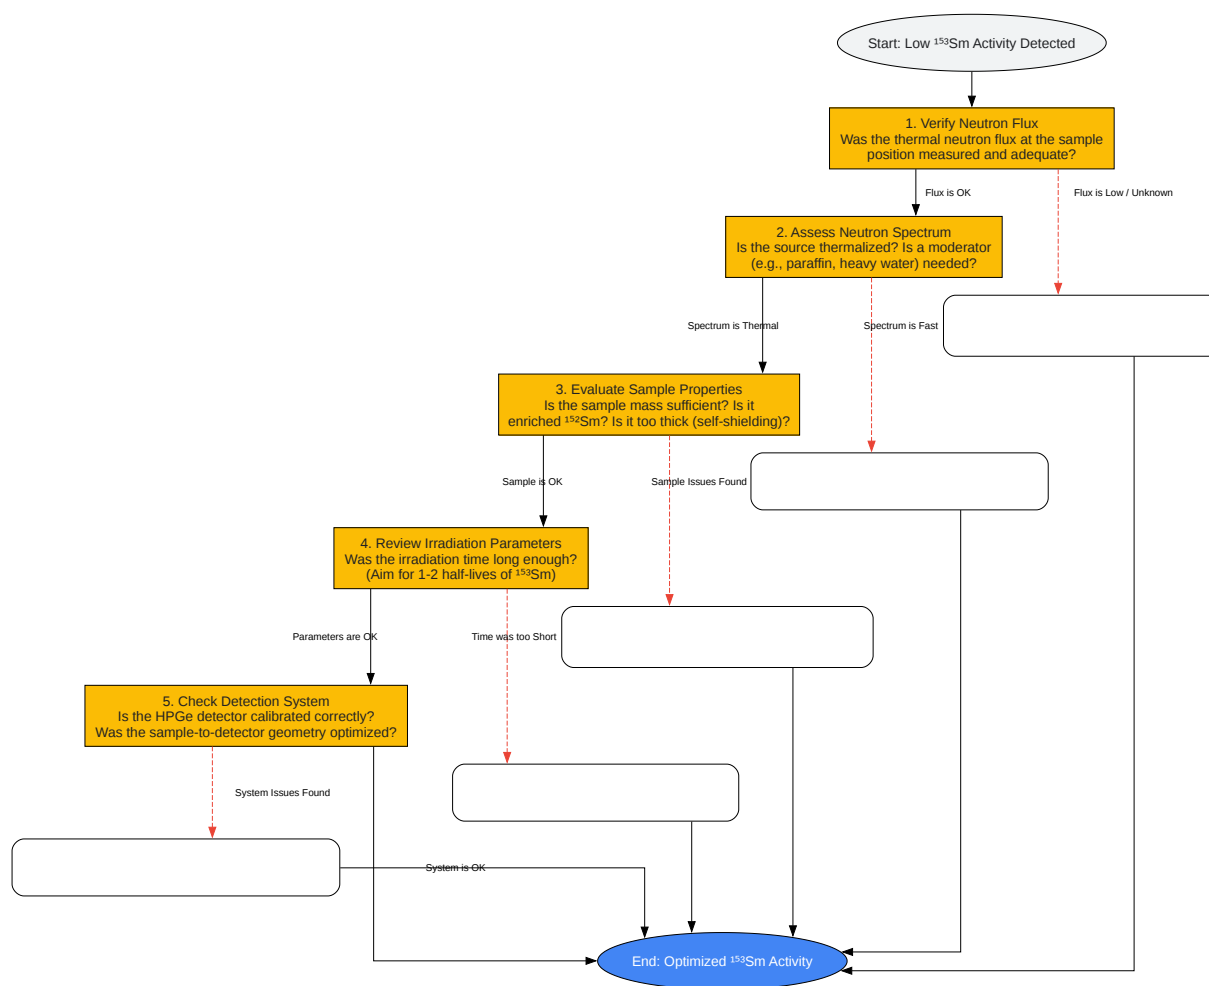 Start: Low ¹⁵³Sm Activity Detected
1. Verify Neutron Flux
Was the thermal neutron flux at the sample
position measured and adequate?
Flux is OK
Flux is Low / Unknown
2. Assess Neutron Spectrum
Is the source thermalized? Is a moderator
(e.g., paraffin, heavy water) needed?
Spectrum is Thermal
Spectrum is Fast
3. Evaluate Sample Properties
Is the sample mass sufficient? Is it
enriched ¹⁵²Sm? Is it too thick (self-shielding)?
Sample is OK
Sample Issues Found
4. Review Irradiation Parameters
Was the irradiation time long enough?
(Aim for 1-2 half-lives of ¹⁵³Sm)
Parameters are OK
Time was too Short
5. Check Detection System
Is the HPGe detector calibrated correctly?
Was the sample-to-detector geometry optimized?
System Issues Found
System is OK
End: Optimized ¹⁵³Sm Activity